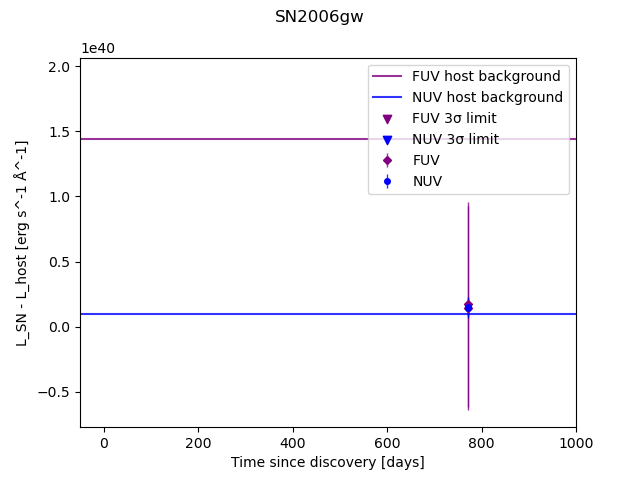 SN2006gw
1e40
FUV host background
NUV host background
FUV 3σ limit
NUV 3σ limit
FUV
NUV
2.0
1.5
1.0
0.5
0.0
−0.5
L_SN - L_host [erg s^-1 Å^-1]
0 200 400 600 800 1000
Time since discovery [days]